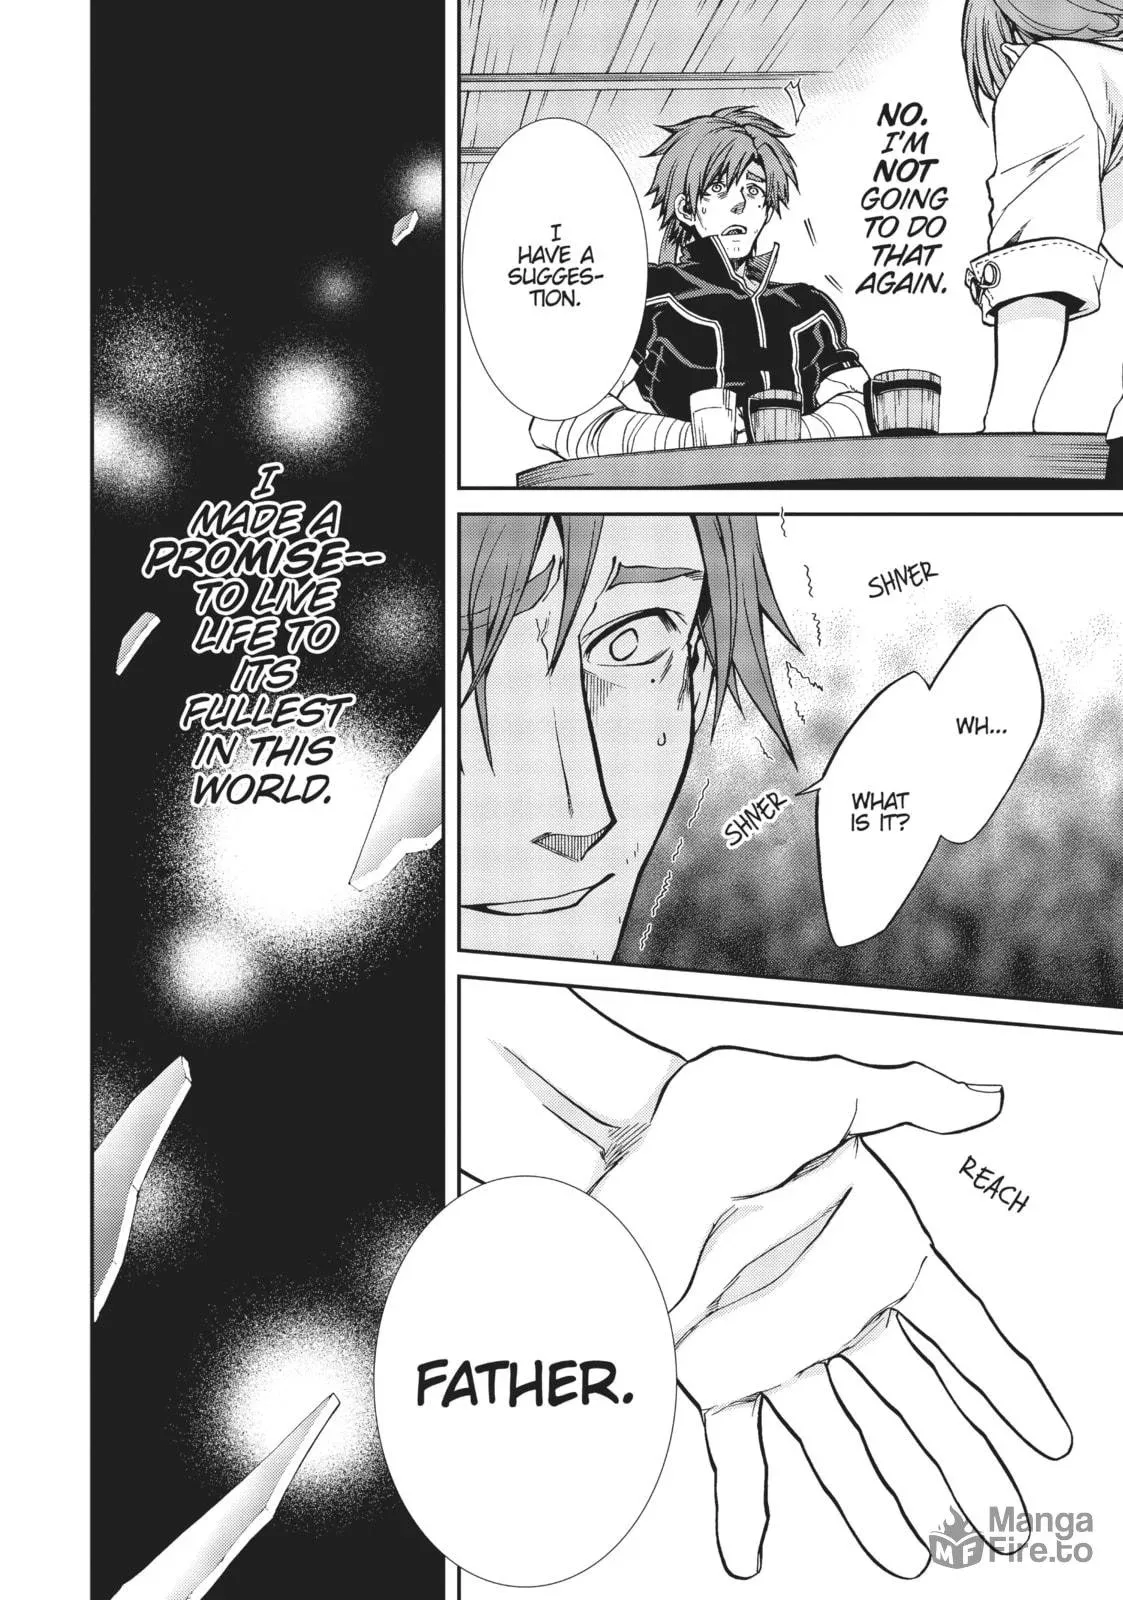 NO.
I'M
NOT
GOING
TO DO
THAT
AGAIN.
I
HAVE A
SUGGES-
TION.
SHIVER
WH...
WHAT
IS IT?
SHIVER
REACH
FATHER.
I
MADE A
PROMISE--
TO LIVE
LIFE TO
ITS
FULLEST
IN THIS
WORLD.
MF
Manga
Fire.to